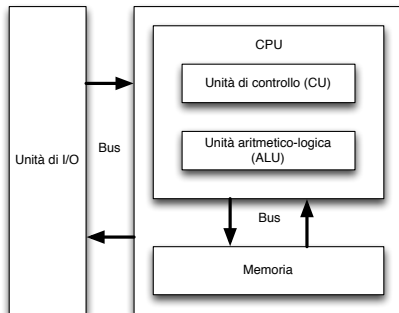 CPU
Unità di controllo (CU)
Unità aritmetico-logica
(ALU)
Bus
Unità di I/O
Bus
Memoria